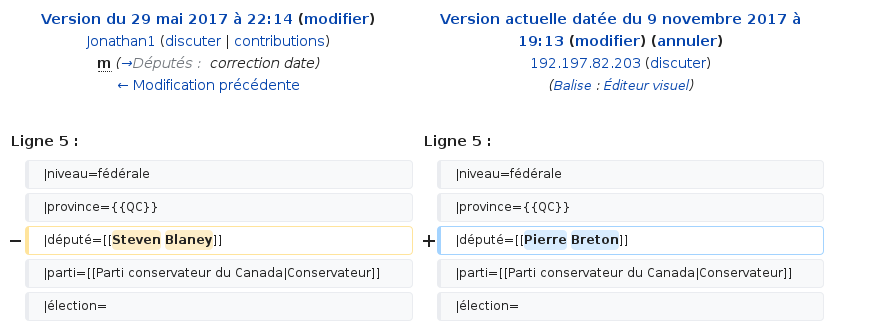 Version du 29 mai 2017 à 22:14 (modifier)
Jonathan1 (discuter | contributions)
m (→Députés : correction date)
← Modification précédente
Version actuelle datée du 9 novembre 2017 à
19:13 (modifier) (annuler)
192.197.82.203 (discuter)
(Balise : Éditeur visuel)
Ligne 5 :
Ligne 5 :
|niveau=fédérale
|niveau=fédérale
|province={{QC}}
|province={{QC}}
− |député=[[Steven Blaney]]
+ |député=[[Pierre Breton]]
|parti=[[Parti conservateur du Canada|Conservateur]]
|parti=[[Parti conservateur du Canada|Conservateur]]
|élection=
|élection=